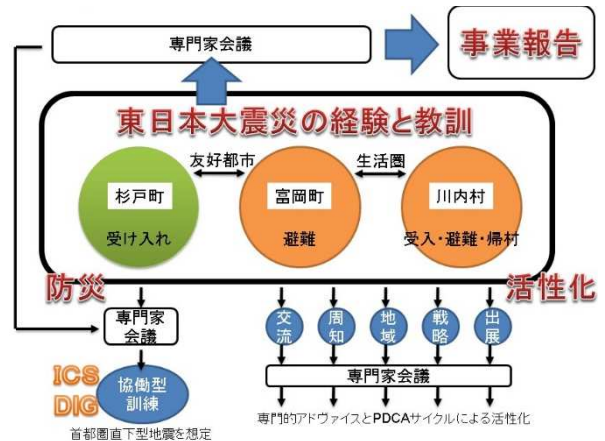 専門家会議
事業報告
東日本大震災の経験と教訓
友好都市
生活圏
杉戸町
富岡町
川内村
受け入れ
避難
受入・避難・帰村
防災
活性化
専門家
会議
交流
周知
地域
戦略
出展
ICS
DIG
協働型
訓練
専門家会議
専門的アドヴァイスとPDCAサイクルによる活性化
首都圏直下型地震を想定